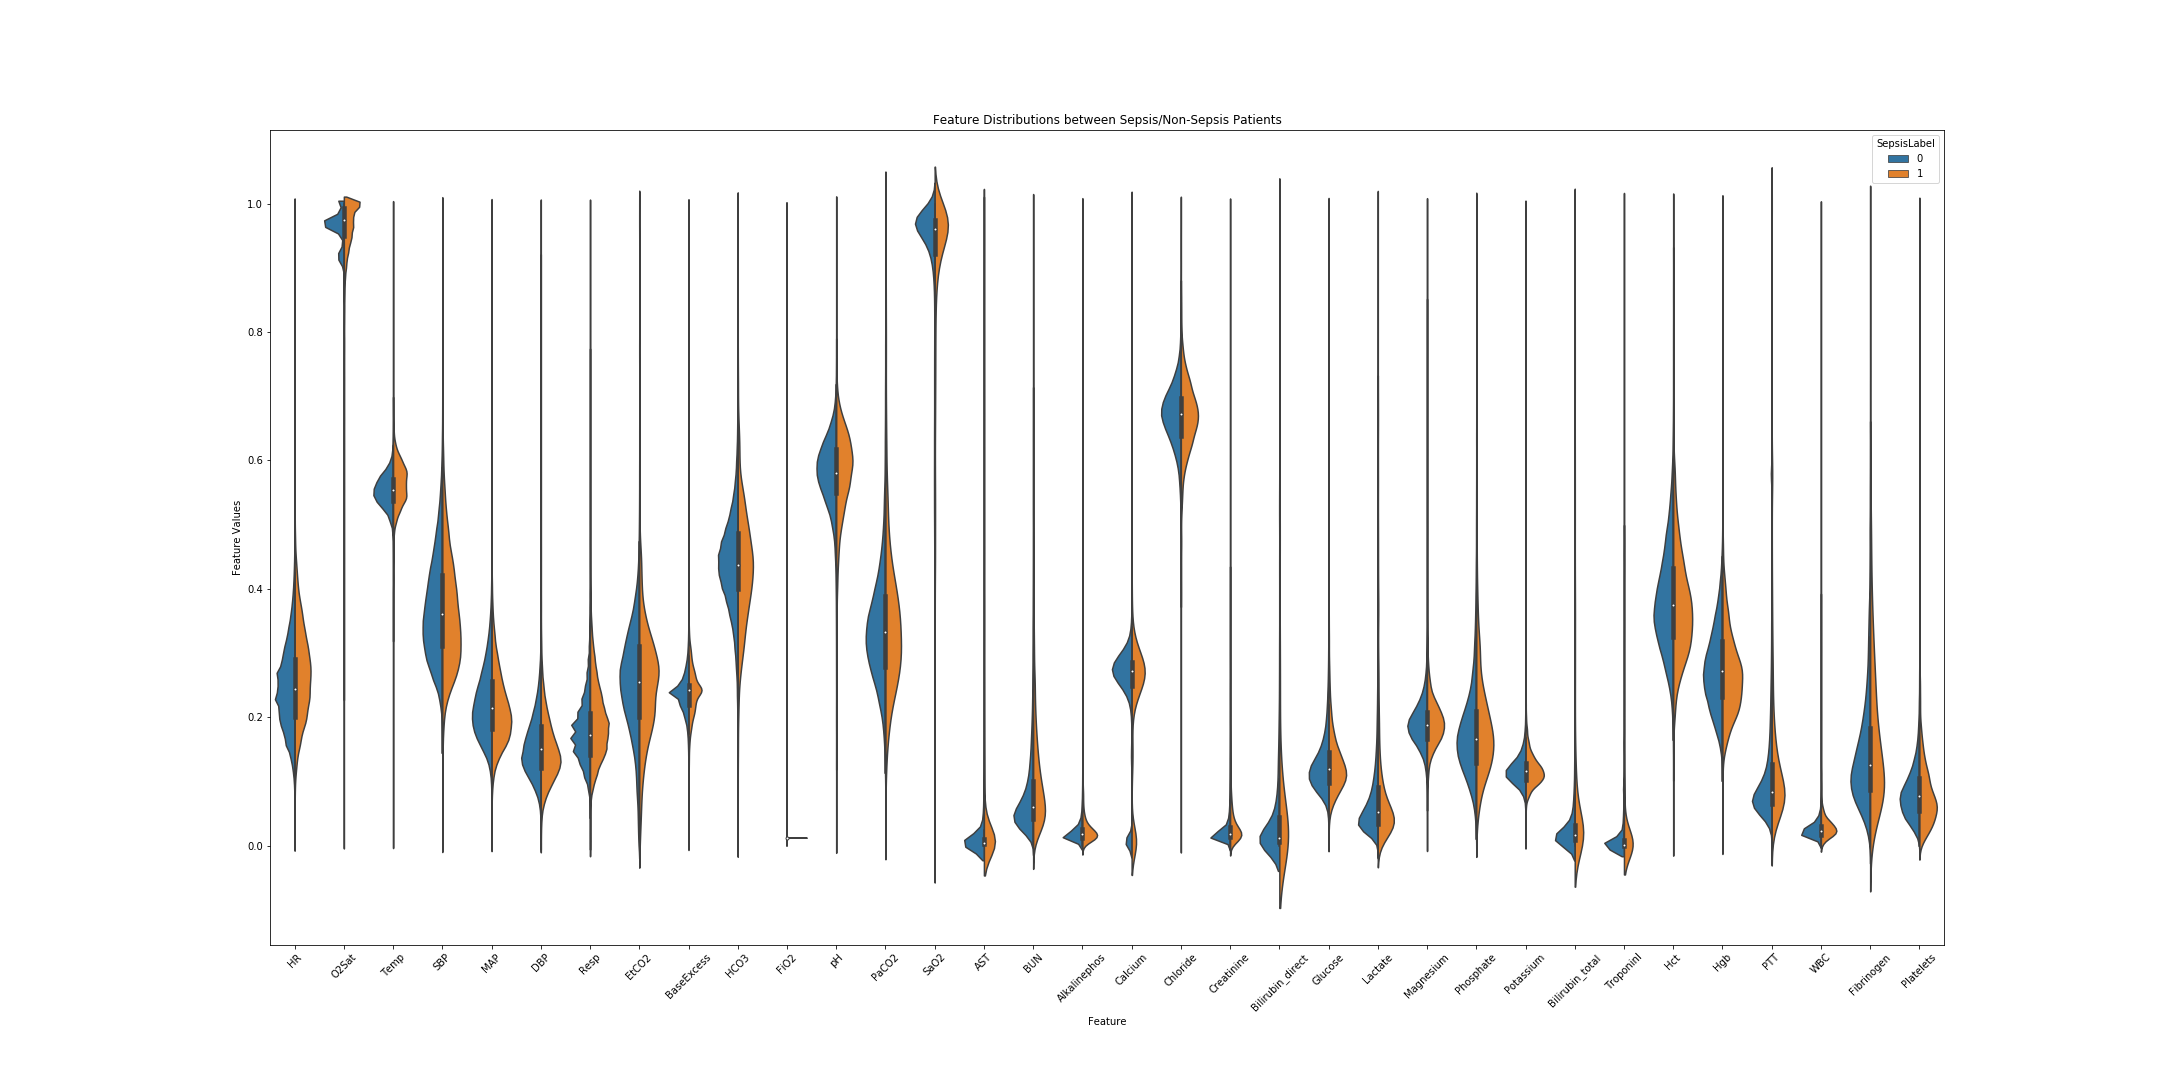 Feature Distributions between Sepsis/Non-Sepsis Patients
SepsisLabel
0
1
1.0
0.8
0.6
0.4
0.2
0.0
Feature Values
HR
O2Sat
Temp
SBP
MAP
DBP
Resp
EtCO2
BaseExcess
HCO3
FiO2
pH
PaCO2
SaO2
AST
BUN
Alkalinephos
Calcium
Chloride
Creatinine
Bilirubin_direct
Glucose
Lactate
Magnesium
Phosphate
Potassium
Bilirubin_total
TroponinI
Hct
Hgb
PTT
WBC
Fibrinogen
Platelets
Feature